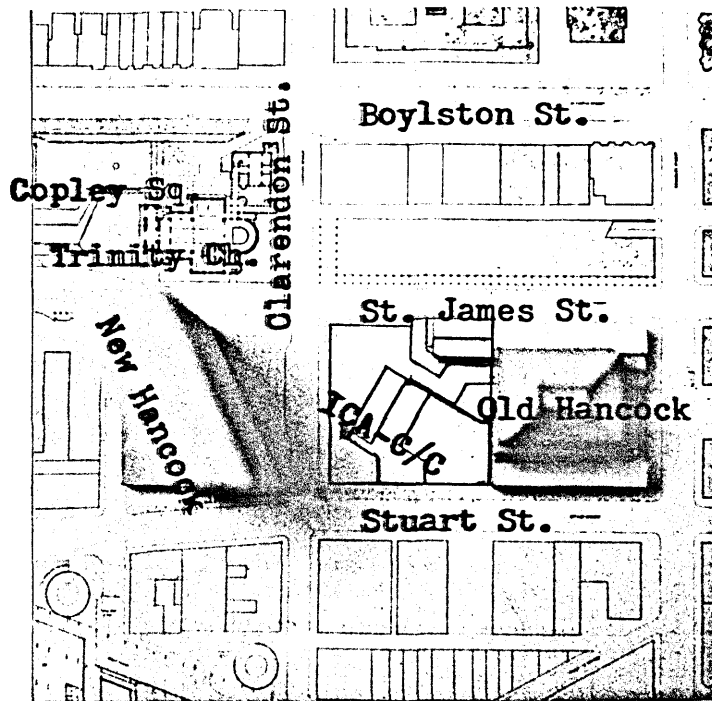 Boylston St.
Clarendon St.
Copley Sq.
Trinity Ch.
St. James St.
New Hancock
ICA-C/C
Old Hancock
Stuart St.